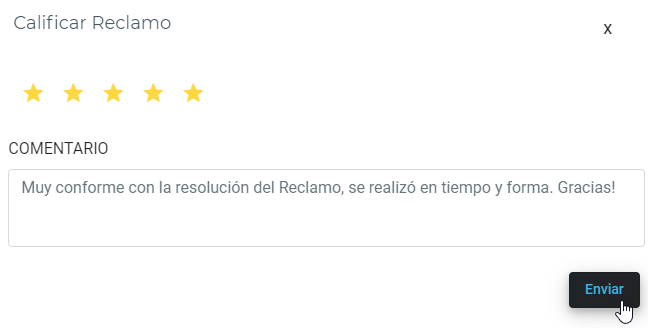 Calificar Reclamo
x
COMENTARIO
Muy conforme con la resolución del Reclamo, se realizó en tiempo y forma. Gracias!
Enviar